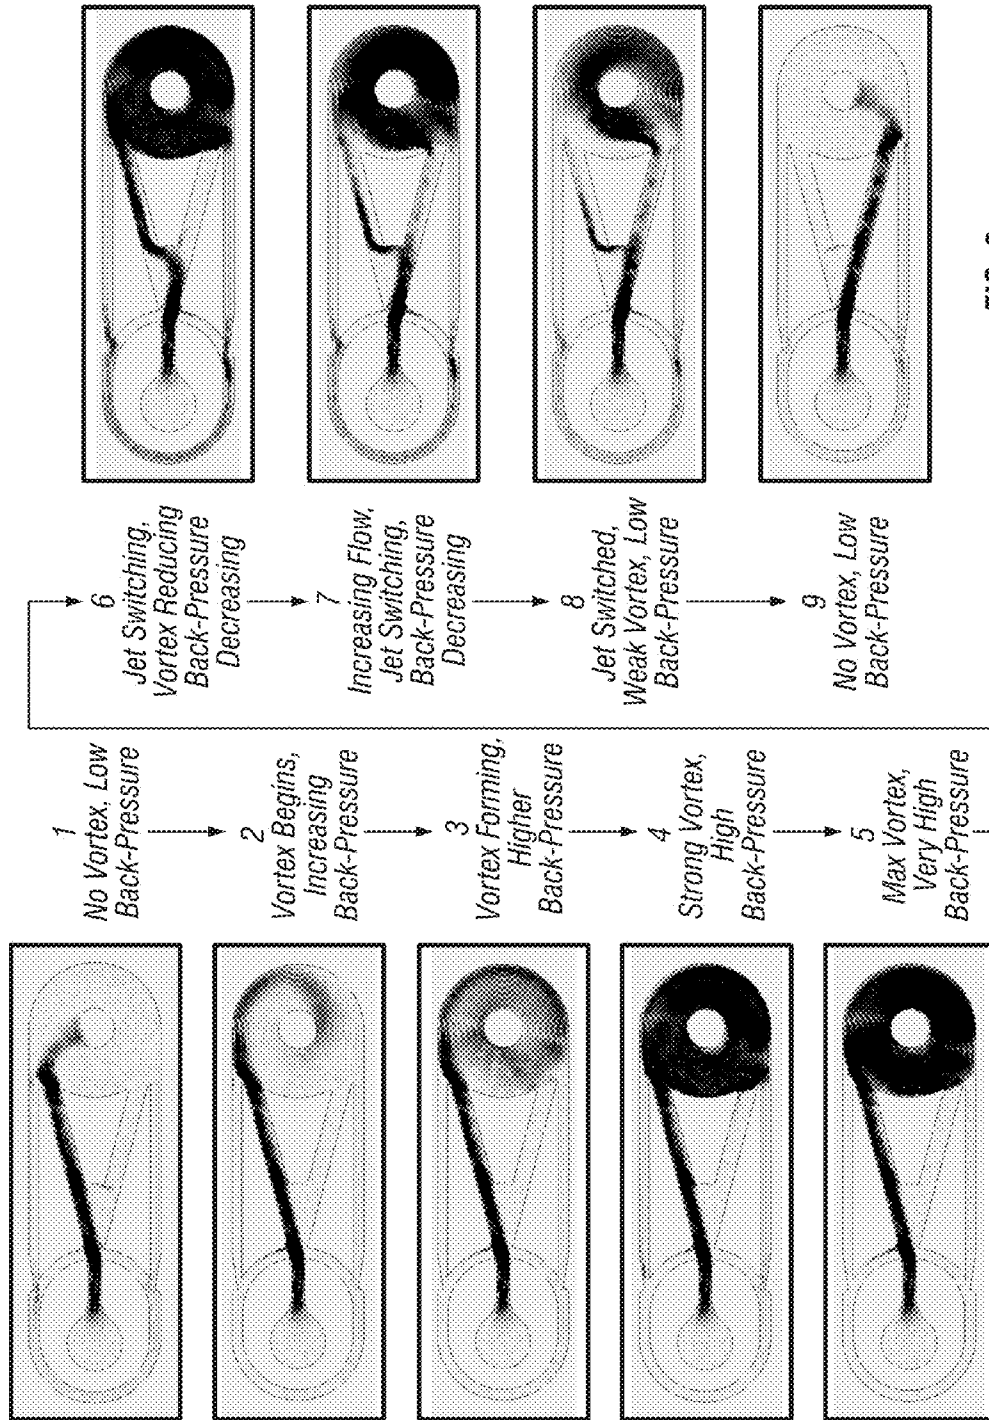 1
No Vortex, Low
Back-Pressure
2
Vortex Begins,
Increasing
Back-Pressure
3
Vortex Forming,
Higher
Back-Pressure
4
Strong Vortex,
High
Back-Pressure
5
Max Vortex,
Very High
Back-Pressure
6
Jet Switching,
Vortex Reducing
Back-Pressure
Decreasing
7
Increasing Flow,
Jet Switching,
Back-Pressure
Decreasing
8
Jet Switched,
Weak Vortex, Low
Back-Pressure
9
No Vortex, Low
Back-Pressure